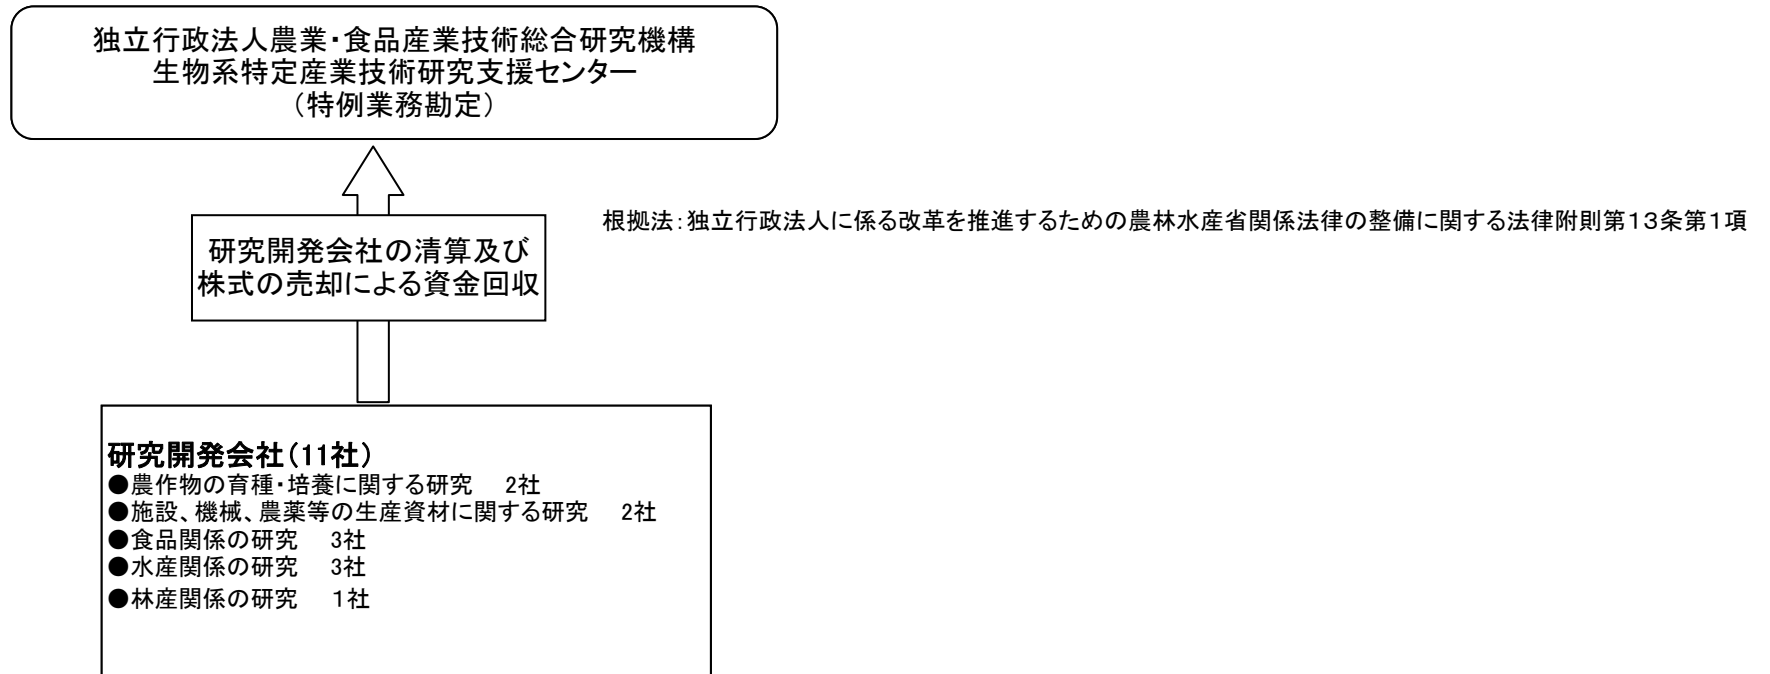 独立行政法人農業・食品産業技術総合研究機構
生物系特定産業技術研究支援センター
（特例業務勘定）
根拠法：独立行政法人に係る改革を推進するための農林水産省関係法律の整備に関する法律附則第１３条第１項
研究開発会社の清算及び
株式の売却による資金回収
研究開発会社（11社）
●農作物の育種・培養に関する研究　2社
●施設、機械、農薬等の生産資材に関する研究　2社
●食品関係の研究　3社
●水産関係の研究　3社
●林産関係の研究　１社